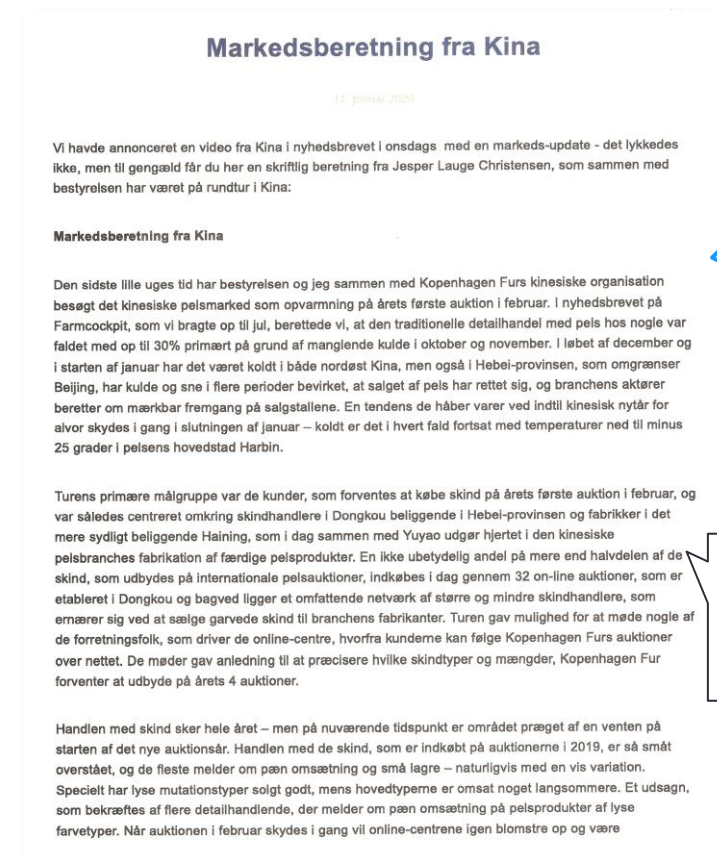 Markedsberetning fra Kina
17. januar 2020
Vi havde annonceret en video fra Kina i nyhedsbrevet i onsdags med en markeds-update - det lykkedes
ikke, men til gengæld får du her en skriftlig beretning fra Jesper Lauge Christensen, som sammen med
bestyrelsen har været på rundtur i Kina:
Markedsberetning fra Kina
Den sidste lille uges tid har bestyrelsen og jeg sammen med Kopenhagen Furs kinesiske organisation
besøgt det kinesiske pelsmarked som opvarmning på årets første auktion i februar. I nyhedsbrevet på
Farmcockpit, som vi bragte op til jul, berettede vi, at den traditionelle detailhandel med pels hos nogle var
faldet med op til 30% primært på grund af manglende kulde i oktober og november. I løbet af december og
i starten af januar har det været koldt i både nordøst Kina, men også i Hebei-provinsen, som omgrænser
Beijing, har kulde og sne i flere perioder bevirket, at salget af pels har rettet sig, og branchens aktører
beretter om mærkbar fremgang på salgstallene. En tendens de håber varer ved indtil kinesisk nytår for
alvor skydes i gang i slutningen af januar – koldt er det i hvert fald fortsat med temperaturer ned til minus
25 grader i pelsens hovedstad Harbin.
Turens primære målgruppe var de kunder, som forventes at købe skind på årets første auktion i februar, og
var således centreret omkring skindhandlere i Dongkou beliggende i Hebei-provinsen og fabrikker i det
mere sydligt beliggende Haining, som i dag sammen med Yuyao udgør hjertet i den kinesiske
pelsbranches fabrikation af færdige pelsprodukter. En ikke ubetydelig andel på mere end halvdelen af de
skind, som udbydes på internationale pelsauktioner, indkøbes i dag gennem 32 on-line auktioner, som er
etableret i Dongkou og bagved ligger et omfattende netværk af større og mindre skindhandlere, som
ernærer sig ved at sælge garvede skind til branchens fabrikanter. Turen gav mulighed for at møde nogle af
de forretningsfolk, som driver de online-centre, hvorfra kunderne kan følge Kopenhagen Furs auktioner
over nettet. De møder gav anledning til at præcisere hvilke skindtyper og mængder, Kopenhagen Fur
forventer at udbyde på årets 4 auktioner.
Handlen med skind sker hele året – men på nuværende tidspunkt er området præget af en venten på
starten af det nye auktionsår. Handlen med de skind, som er indkøbt på auktionerne i 2019, er så småt
overstået, og de fleste melder om pæn omsætning og små lagre – naturligvis med en vis variation.
Specielt har lyse mutationstyper solgt godt, mens hovedtyperne er omsat noget langsommere. Et udsagn,
som bekræftes af flere detailhandlende, der melder om pæn omsætning på pelsprodukter af lyse
farvetyper. Når auktionen i februar skydes i gang vil online-centrene igen blomstre op og være